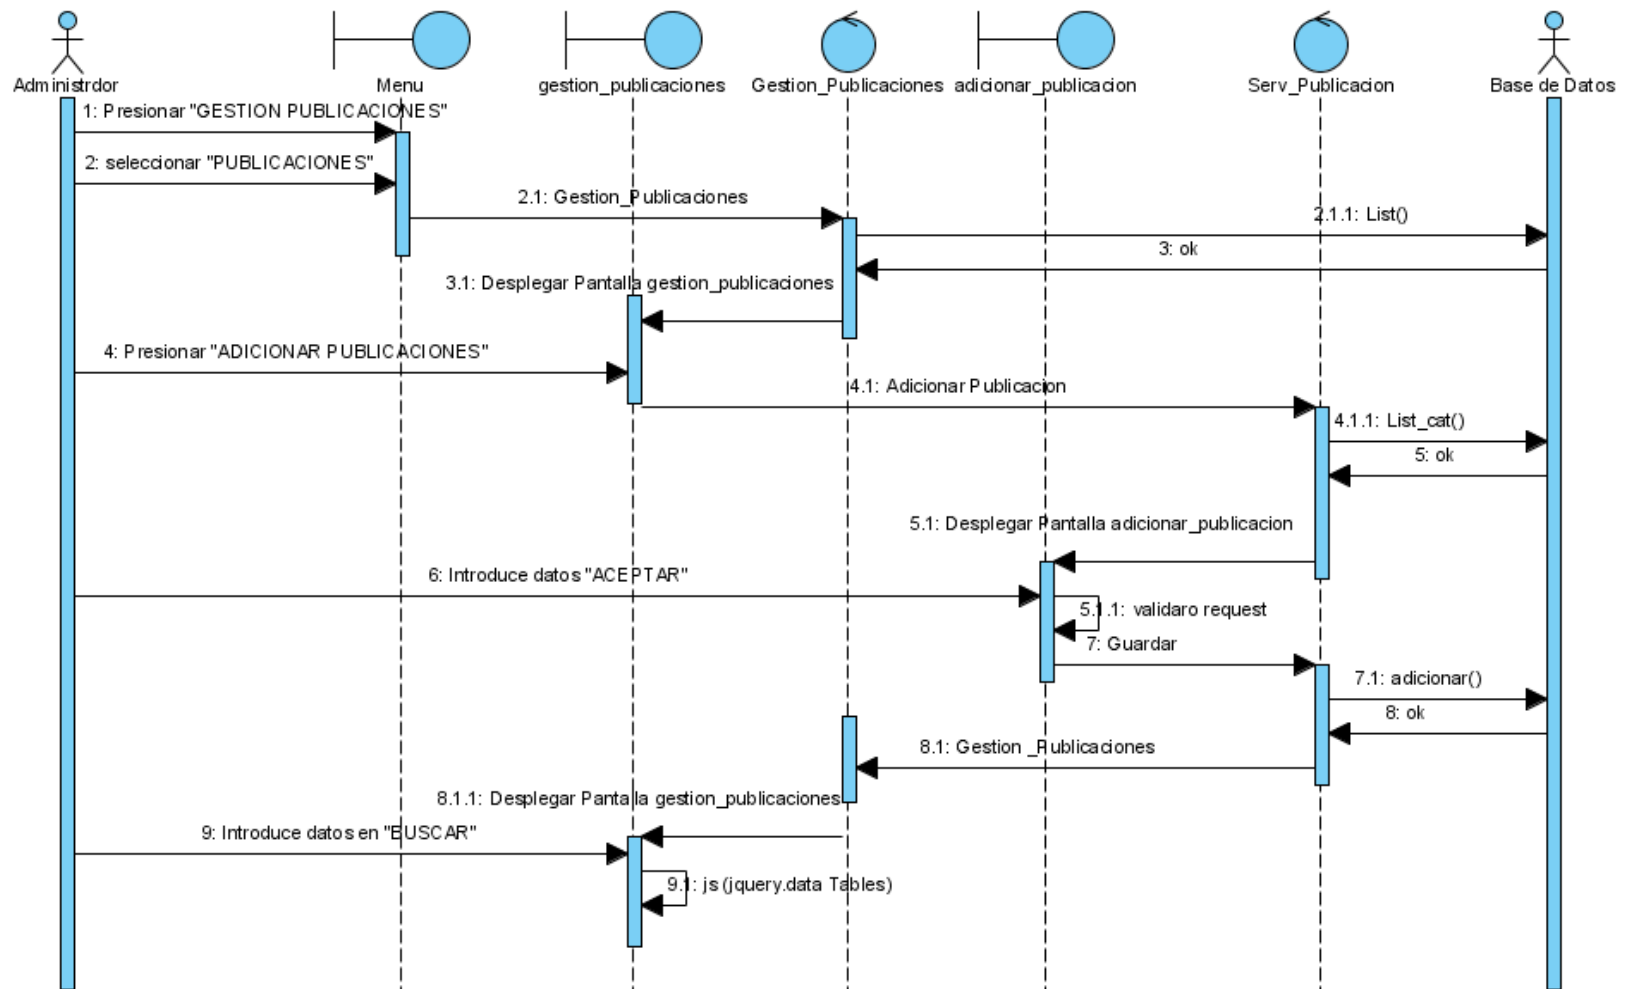 Administrdor
Menu
gestion_publicaciones
Gestion_Publicaciones
adicionar_publicacion
Serv_Publicacion
Base de Datos
1: Presionar "GESTION PUBLICACIONES"
2: seleccionar "PUBLICACIONES"
2.1: Gestion_Publicaciones
2.1.1: List()
3: ok
3.1: Desplegar Pantalla gestion_publicaciones
4: Presionar "ADICIONAR PUBLICACIONES"
4.1: Adicionar Publicacion
4.1.1: List_cat()
5: ok
5.1: Desplegar Pantalla adicionar_publicacion
6: Introduce datos "ACEPTAR"
5.1.1: validaro request
7: Guardar
7.1: adicionar()
8: ok
8.1: Gestion _Publicaciones
8.1.1: Desplegar Pantalla gestion_publicaciones
9: Introduce datos en "BUSCAR"
9.1: js (jquery.data Tables)